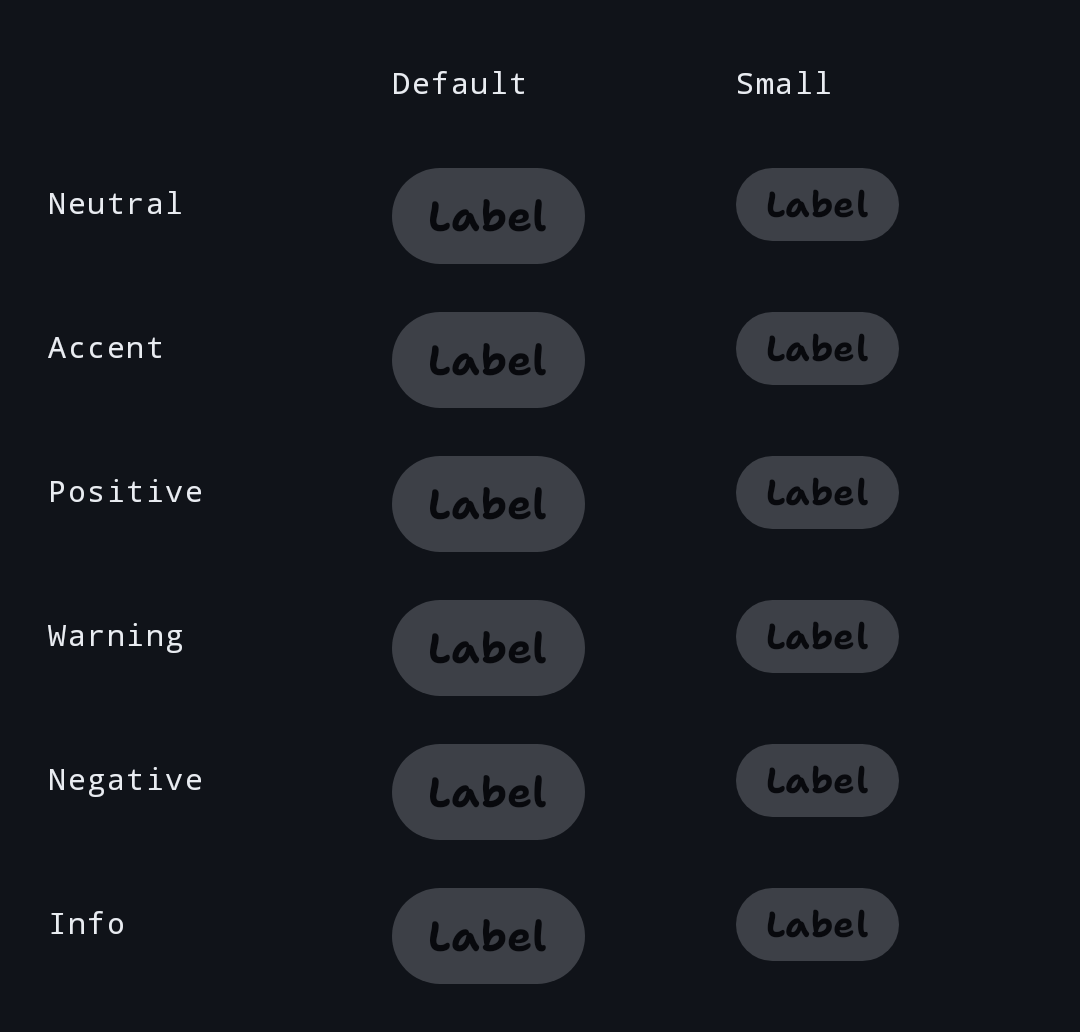 Default Small
Neutral Label Label
Accent Label Label
Positive Label Label
Warning Label Label
Negative Label Label
Info Label Label